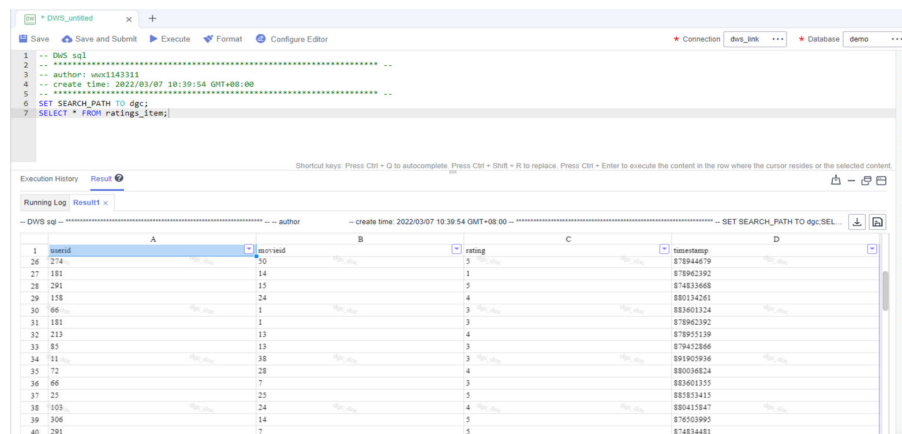 DW * DWS_untitled × +
Save Save and Submit Execute Format Configure Editor * Connection dws_link ··· * Database demo ···
1 -- DWS sql
2 -- ******************************************************************** --
3 -- author: wwx1143311
4 -- create time: 2022/03/07 10:39:54 GMT+08:00
5 -- ******************************************************************** --
6 SET SEARCH_PATH TO dgc;
7 SELECT * FROM ratings_item;
Shortcut keys: Press Ctrl + Q to autocomplete. Press Ctrl + Shift + R to replace. Press Ctrl + Enter to execute the content in the row where the cursor resides or the selected content.
Execution History Result ?
Running Log Result1 ×
-- DWS sql -- ******************************************************************** -- -- author -- create time: 2022/03/07 10:39:54 GMT+08:00 -- ******************************************************************** -- SET SEARCH_PATH TO dgc;SEL...
A B C D
1 userid movieid rating timestamp
26 274 50 5 878944679
27 181 14 1 878962392
28 291 15 5 874833668
29 158 24 4 880134261
30 66 1 3 883601324
31 181 1 3 878962392
32 213 13 4 878955139
33 85 13 3 879452866
34 11 38 3 891905936
35 72 28 4 880036824
36 66 7 3 883601355
37 25 25 5 885853415
38 103 24 4 880415847
39 306 14 5 876503995
40 291 7 5 874834481